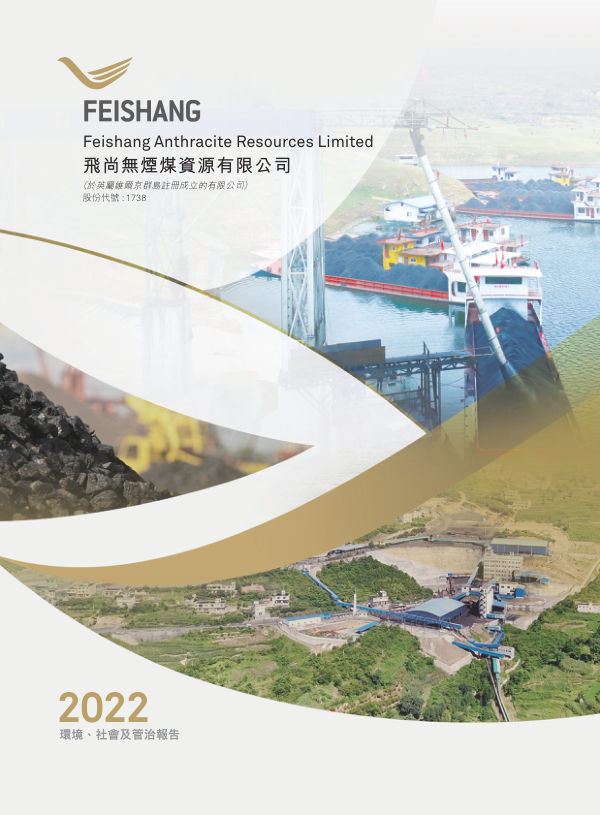 FEISHANG
Feishang Anthracite Resources Limited
飛尚無煙煤資源有限公司
（於英屬維爾京群島註冊成立的有限公司）
股份代號 : 1738
2022
環境、社會及管治報告